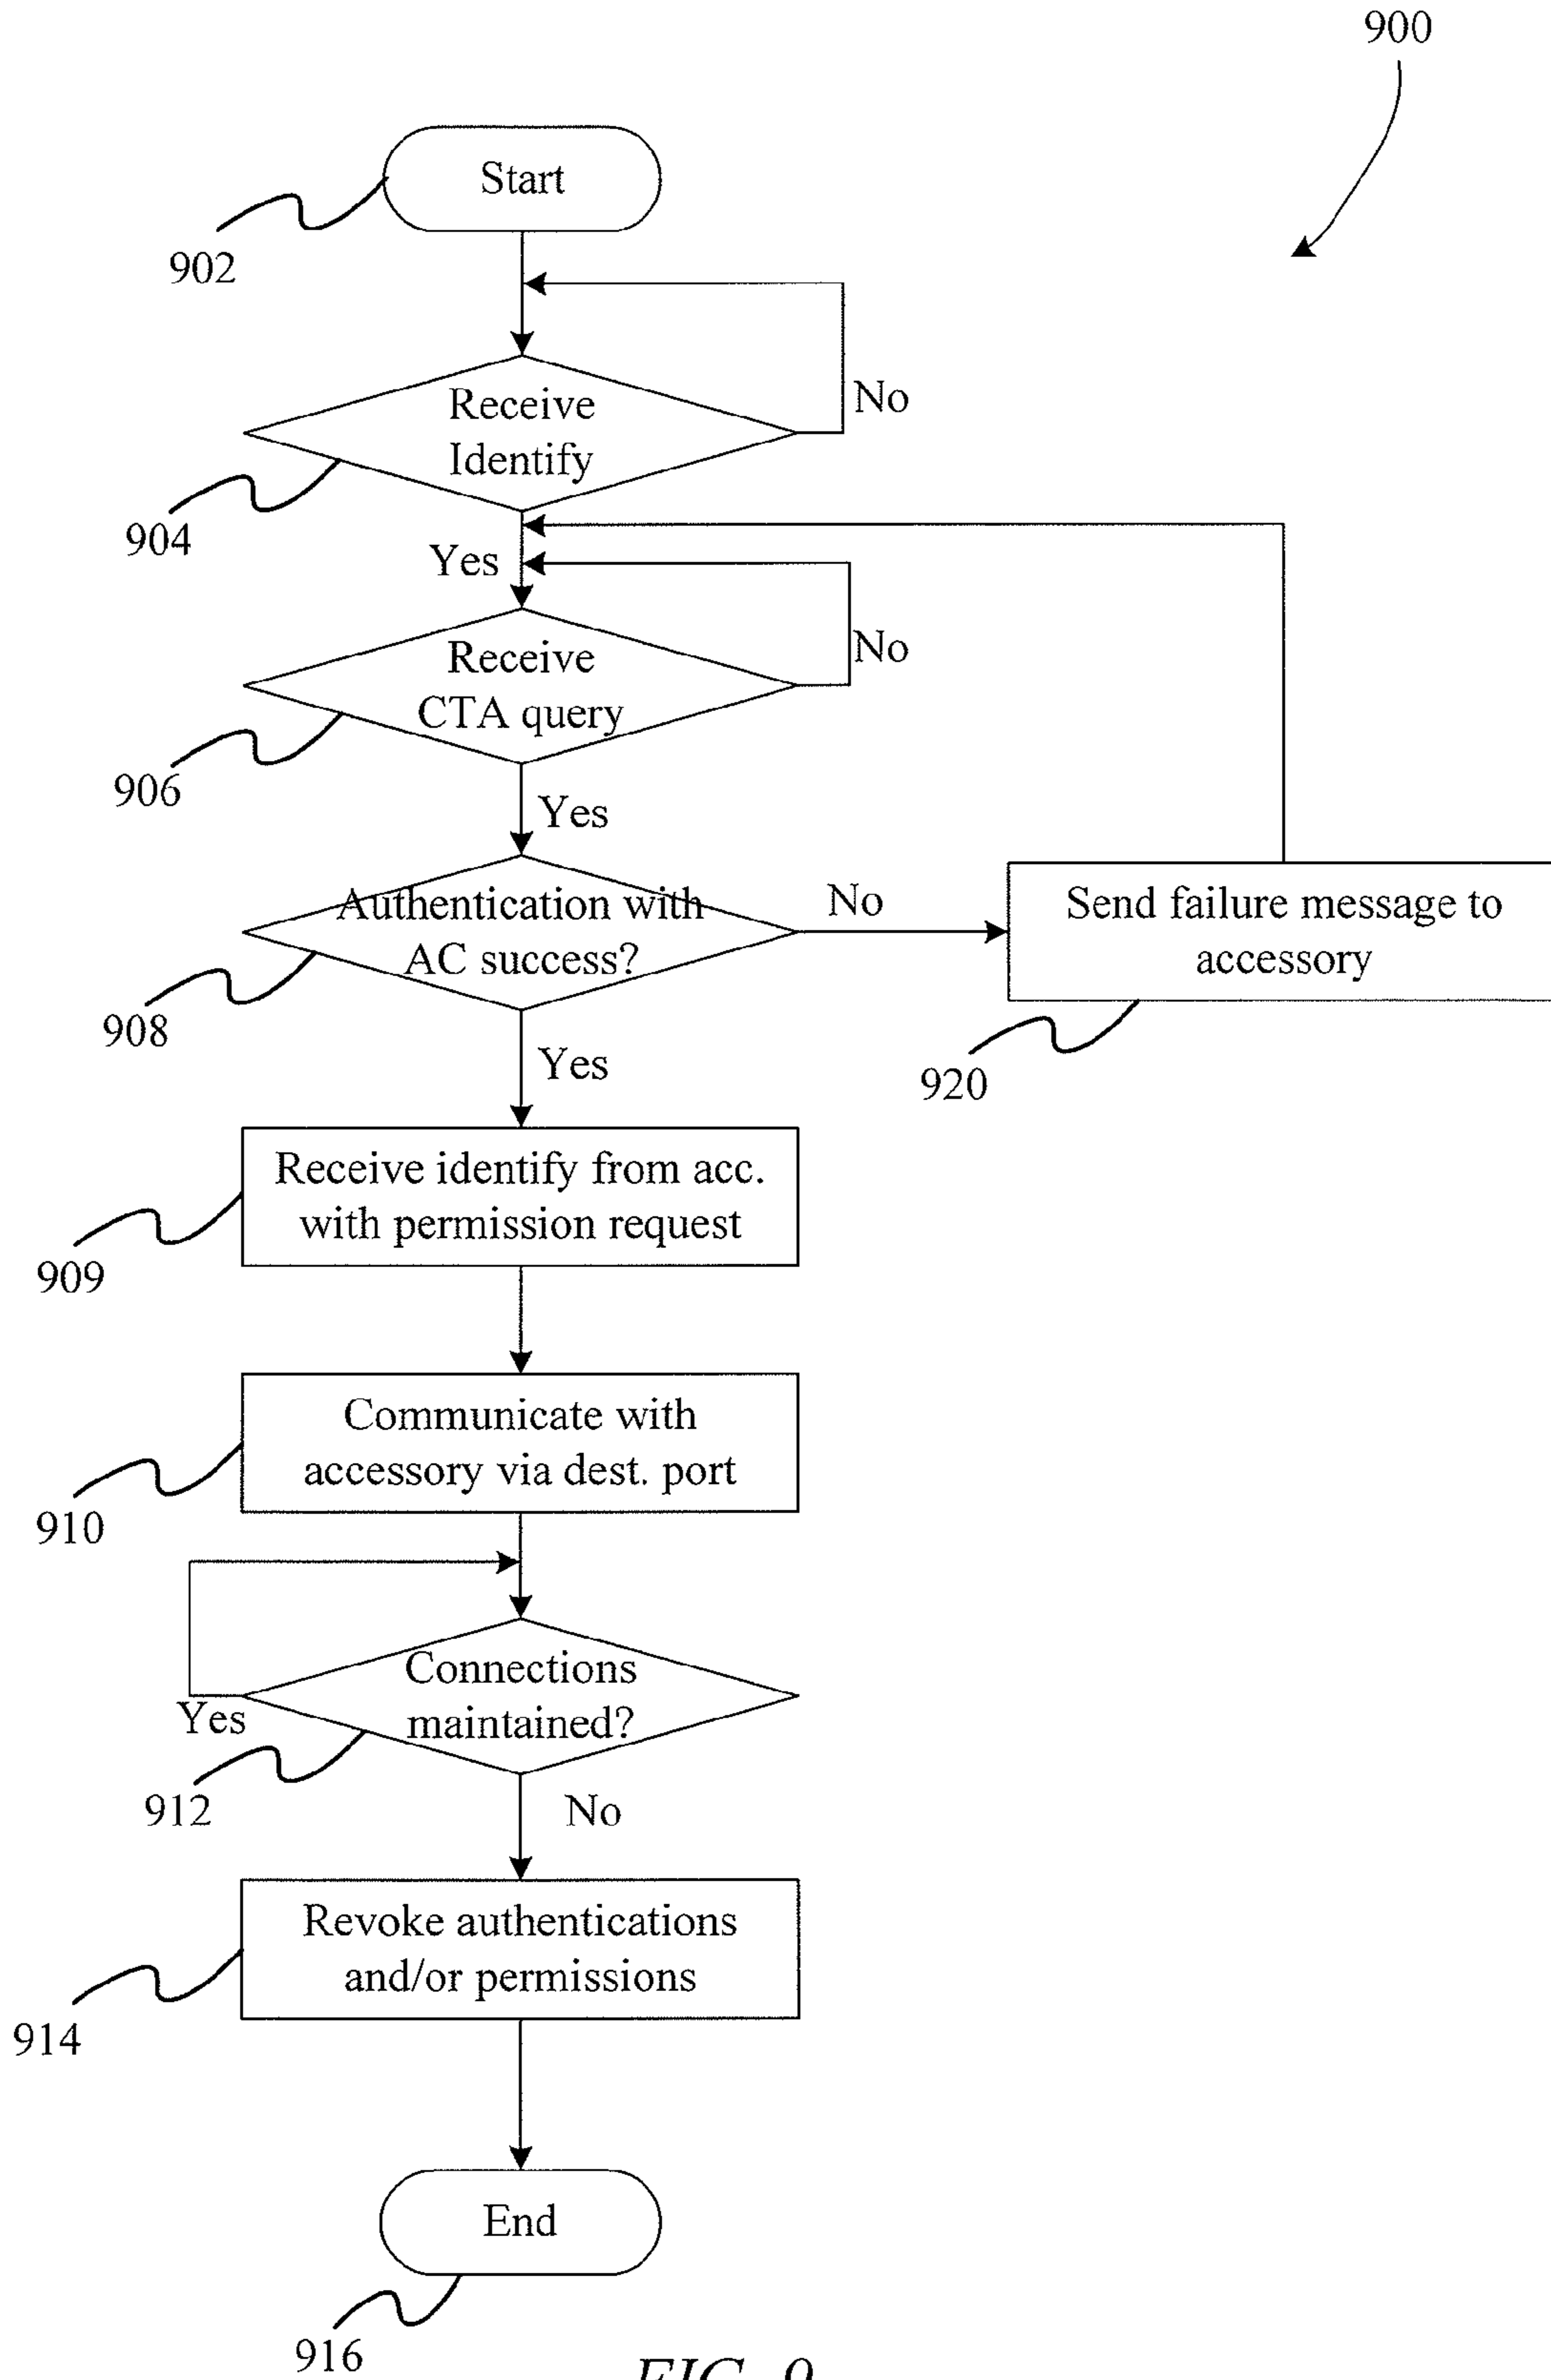 900
Start
902
No
Receive
Identify
904
Yes
No
Receive
CTA query
906
Yes
Authentication with
AC success?
No
Send failure message to
accessory
908
920
Yes
Receive identify from acc.
with permission request
909
Communicate with
accessory via dest. port
910
Connections
maintained?
Yes
912
No
Revoke authentications
and/or permissions
914
End
916
FIG. 9